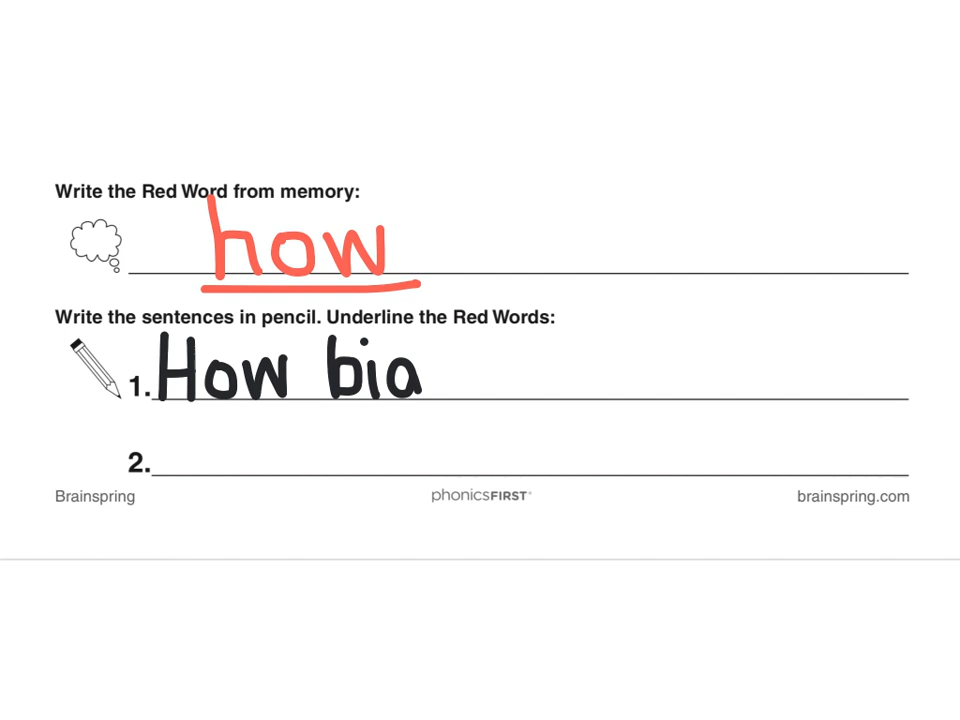 Write the Red Word from memory:
how
Write the sentences in pencil. Underline the Red Words:
1. How bia
2.
Brainspring phonicsFIRST® brainspring.com